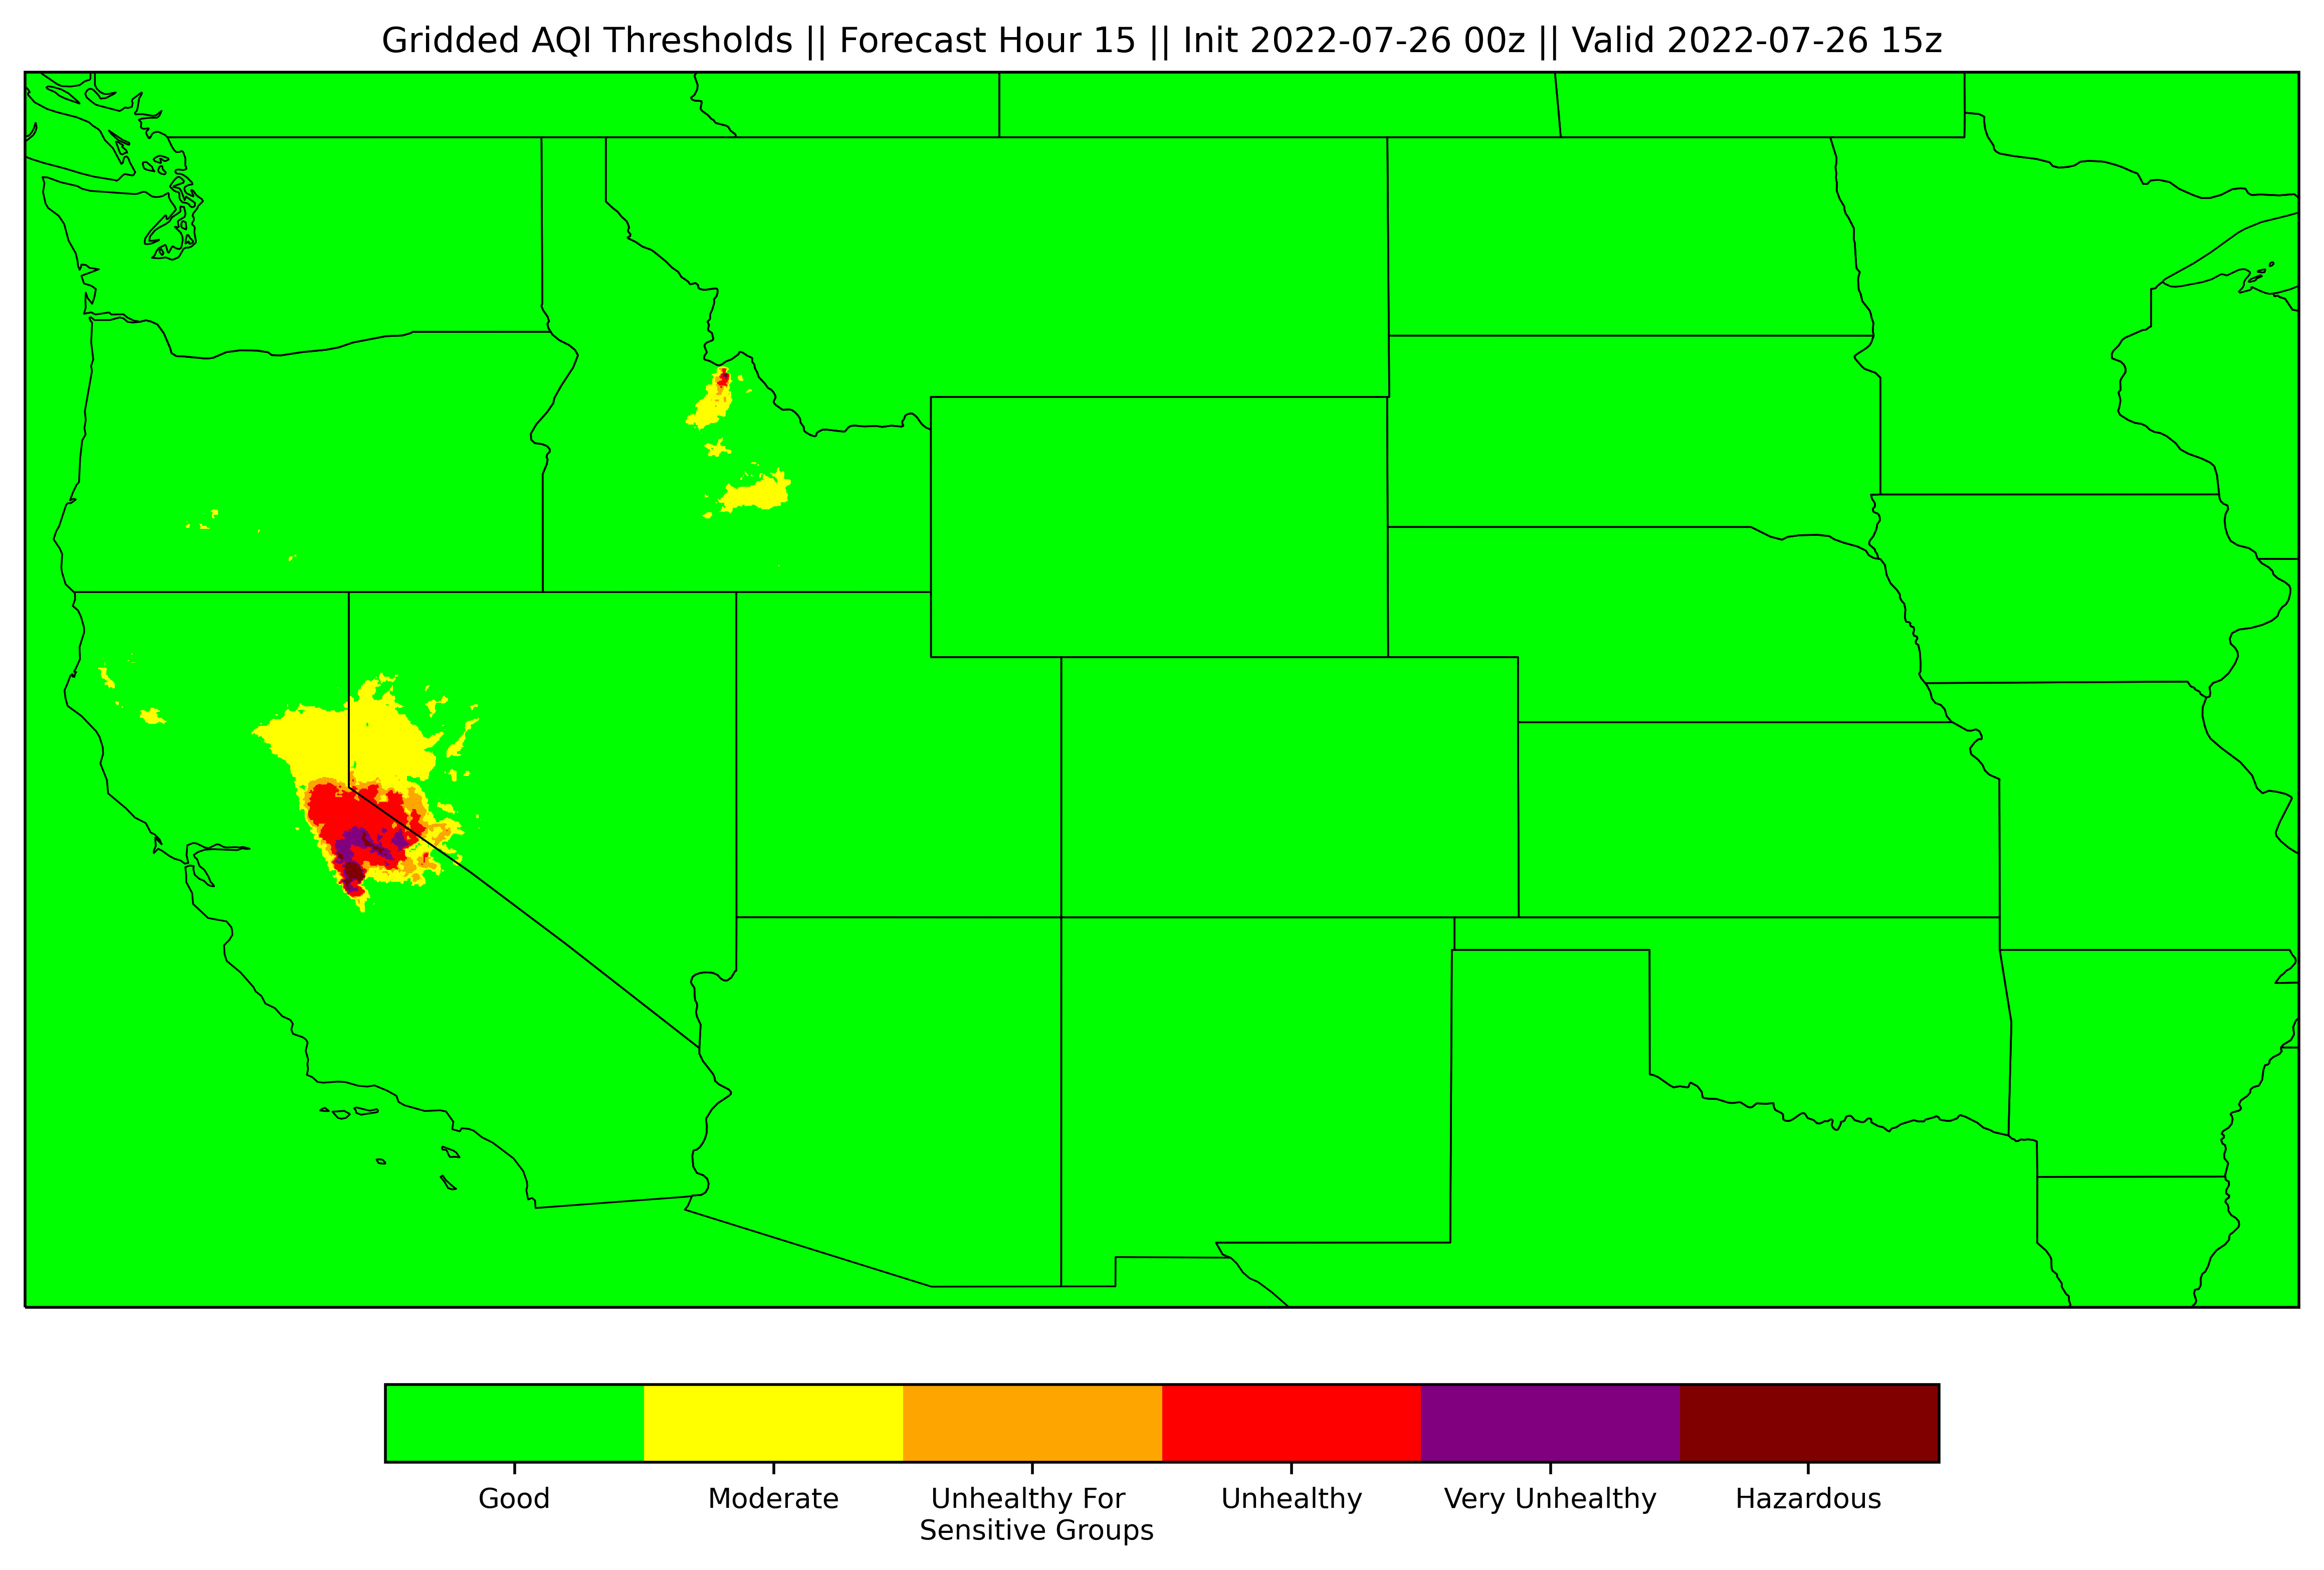 Gridded AQI Thresholds || Forecast Hour 15 || Init 2022-07-26 00z || Valid 2022-07-26 15z
Good
Moderate
Unhealthy For
Sensitive Groups
Unhealthy
Very Unhealthy
Hazardous